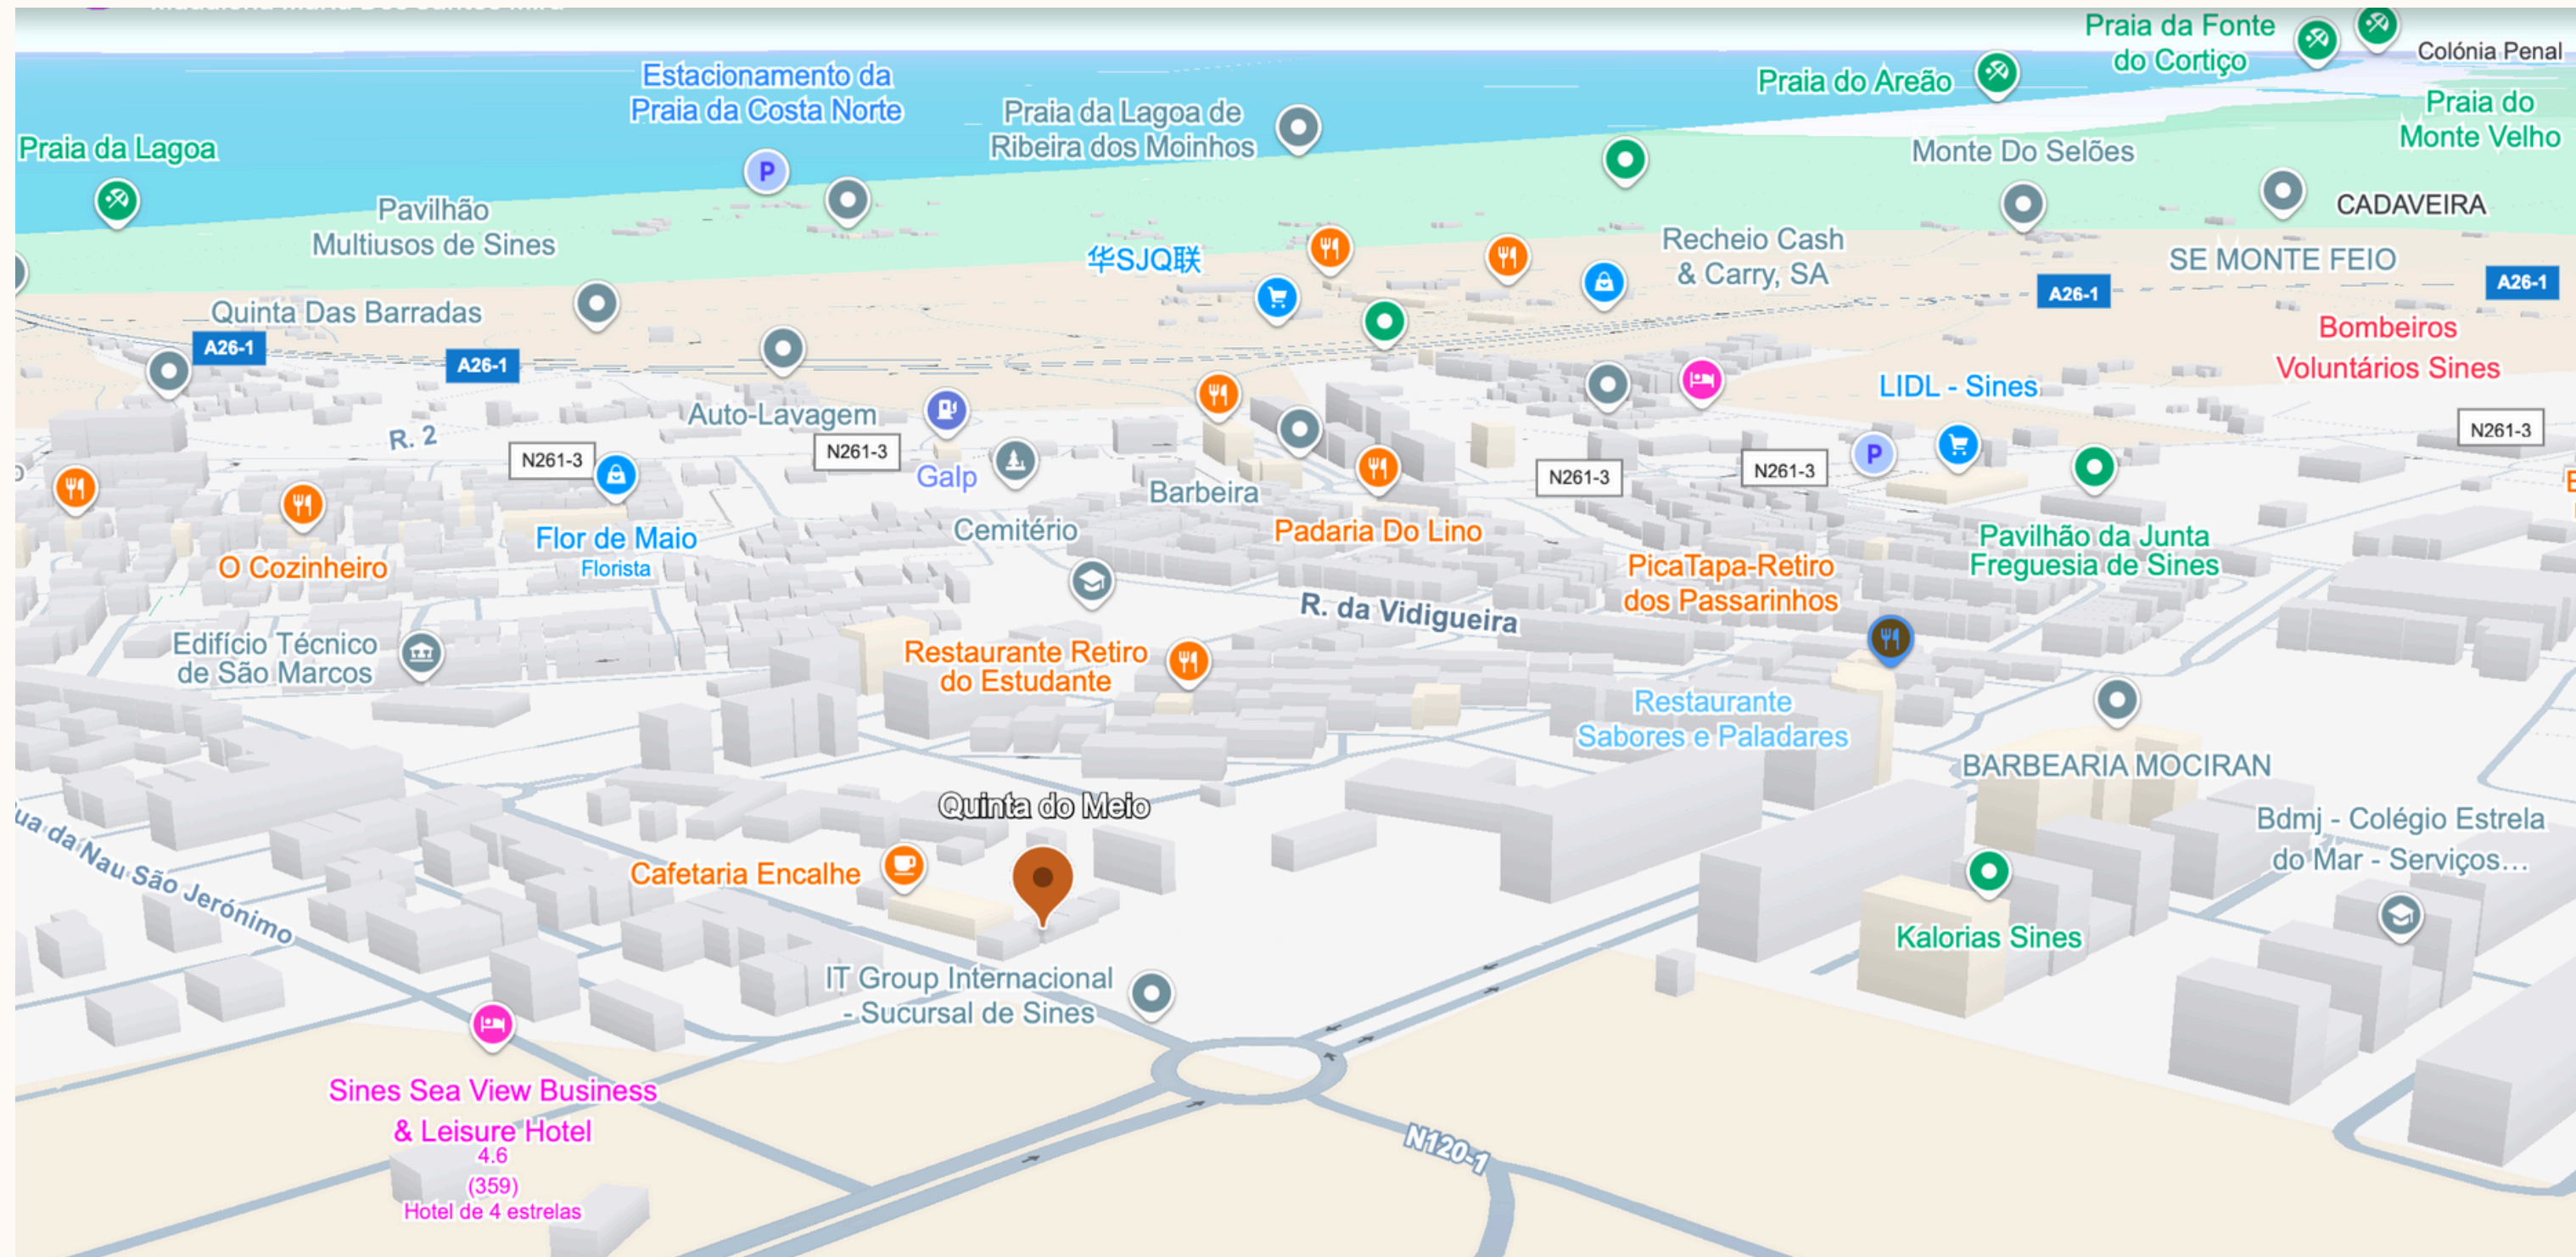 Praia da Fonte
do Cortiço
Colónia Penal
Estacionamento da
Praia da Costa Norte
Praia do Areão
Praia da Lagoa de
Ribeira dos Moinhos
Praia do
Monte Velho
Praia da Lagoa
Monte Do Selões
P
Pavilhão
Multiusos de Sines
CADAVEIRA
Recheio Cash
& Carry, SA
华SJQ联
SE MONTE FEIO
A26-1
A26-1
Quinta Das Barradas
Bombeiros
Voluntários Sines
A26-1
A26-1
LIDL - Sines
Auto-Lavagem
R. 2
N261-3
N261-3
N261-3
N261-3
N261-3
P
Galp
Barbeira
Cemitério
Padaria Do Lino
Flor de Maio
Florista
O Cozinheiro
Pavilhão da Junta
Freguesia de Sines
PicaTapa-Retiro
dos Passarinhos
R. da Vidigueira
Edifício Técnico
de São Marcos
Restaurante Retiro
do Estudante
Restaurante
Sabores e Paladares
BARBEARIA MOCIRAN
Quinta do Meio
Bdmj - Colégio Estrela
do Mar - Serviços...
Cafetaria Encalhe
ua da Nau São Jerónimo
Kalorias Sines
IT Group Internacional
- Sucursal de Sines
Sines Sea View Business
& Leisure Hotel
4.6
(359)
Hotel de 4 estrelas
N120-1